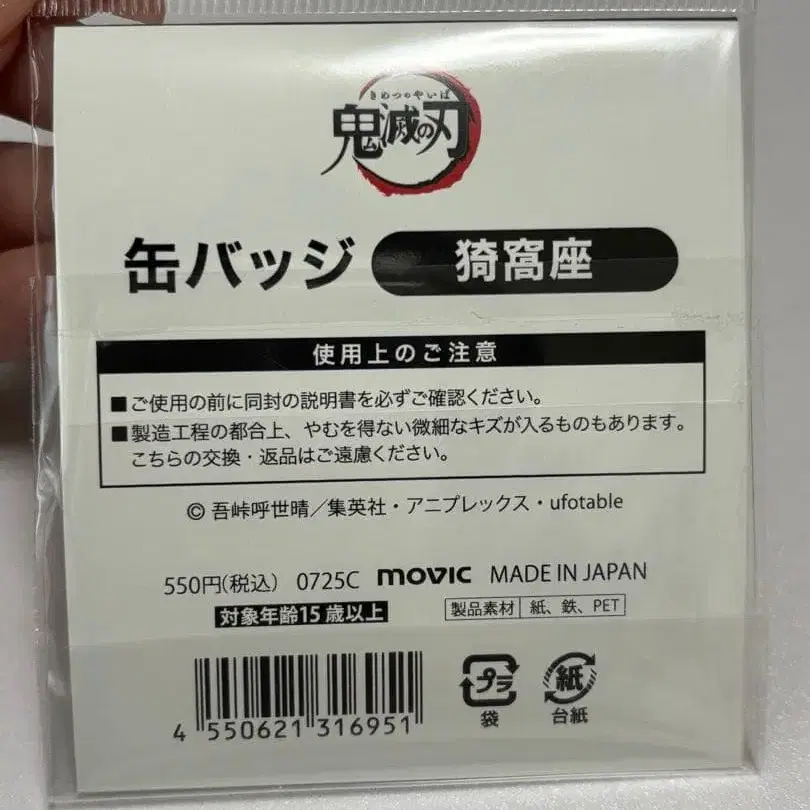 きめつのやいば
鬼滅の刃
缶バッジ 猗窩座
使用上のご注意
■ご使用の前に同封の説明書を必ずご確認ください。
■製造工程の都合上、やむを得ない微細なキズが入るものもあります。
こちらの交換・返品はご遠慮ください。
© 吾峠呼世晴／集英社・アニプレックス・ufotable
550円(税込) 0725C movic MADE IN JAPAN
対象年齢15歳以上 製品素材 紙、鉄、PET
4 550621 316951
プラ 紙
袋 台紙